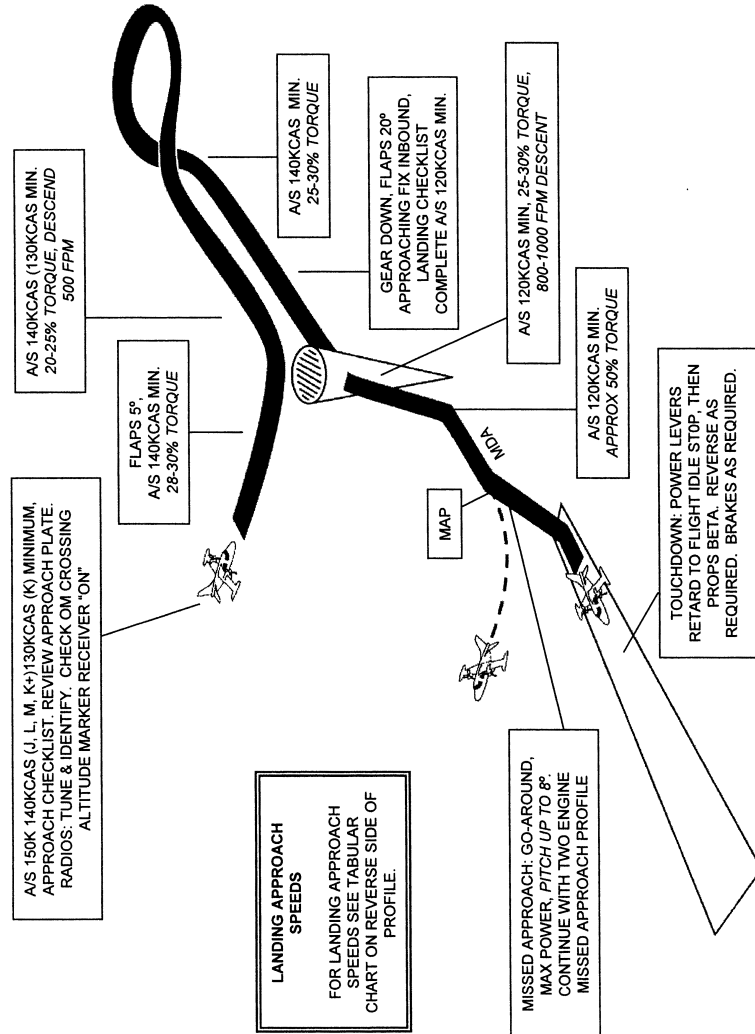 A/S 150K 140KCAS (J, L, M, K+)130KCAS (K) MINIMUM,
APPROACH CHECKLIST. REVIEW APPROACH PLATE.
RADIOS: TUNE & IDENTIFY. CHECK OM CROSSING
ALTITUDE MARKER RECEIVER "ON"
FLAPS 5º,
A/S 140KCAS MIN.
28-30% TORQUE
A/S 140KCAS (130KCAS MIN.
20-25% TORQUE, DESCEND
500 FPM
A/S 140KCAS MIN.
25-30% TORQUE
GEAR DOWN, FLAPS 20º
APPROACHING FIX INBOUND,
LANDING CHECKLIST
COMPLETE A/S 120KCAS MIN.
A/S 120KCAS MIN, 25-30% TORQUE,
800-1000 FPM DESCENT
A/S 120KCAS MIN.
APPROX 50% TORQUE
MDA
MAP
LANDING APPROACH
SPEEDS
FOR LANDING APPROACH
SPEEDS SEE TABULAR
CHART ON REVERSE SIDE OF
PROFILE.
MISSED APPROACH: GO-AROUND,
MAX POWER, PITCH UP TO 8º.
CONTINUE WITH TWO ENGINE
MISSED APPROACH PROFILE
TOUCHDOWN: POWER LEVERS
RETARD TO FLIGHT IDLE STOP, THEN
PROPS BETA. REVERSE AS
REQUIRED. BRAKES AS REQUIRED.